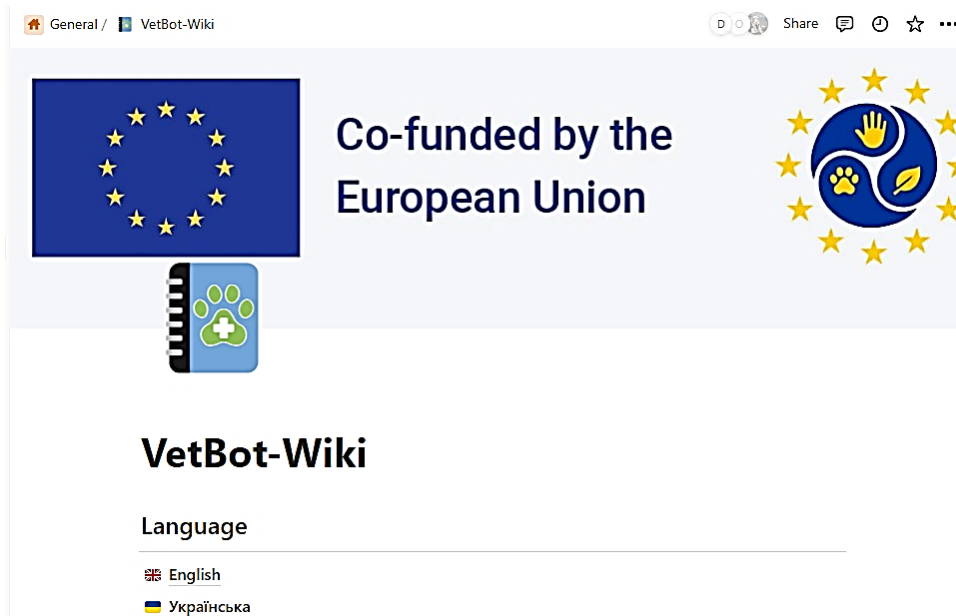 General / VetBot-Wiki
D O Share
Co-funded by the
European Union
VetBot-Wiki
Language
English
Українська